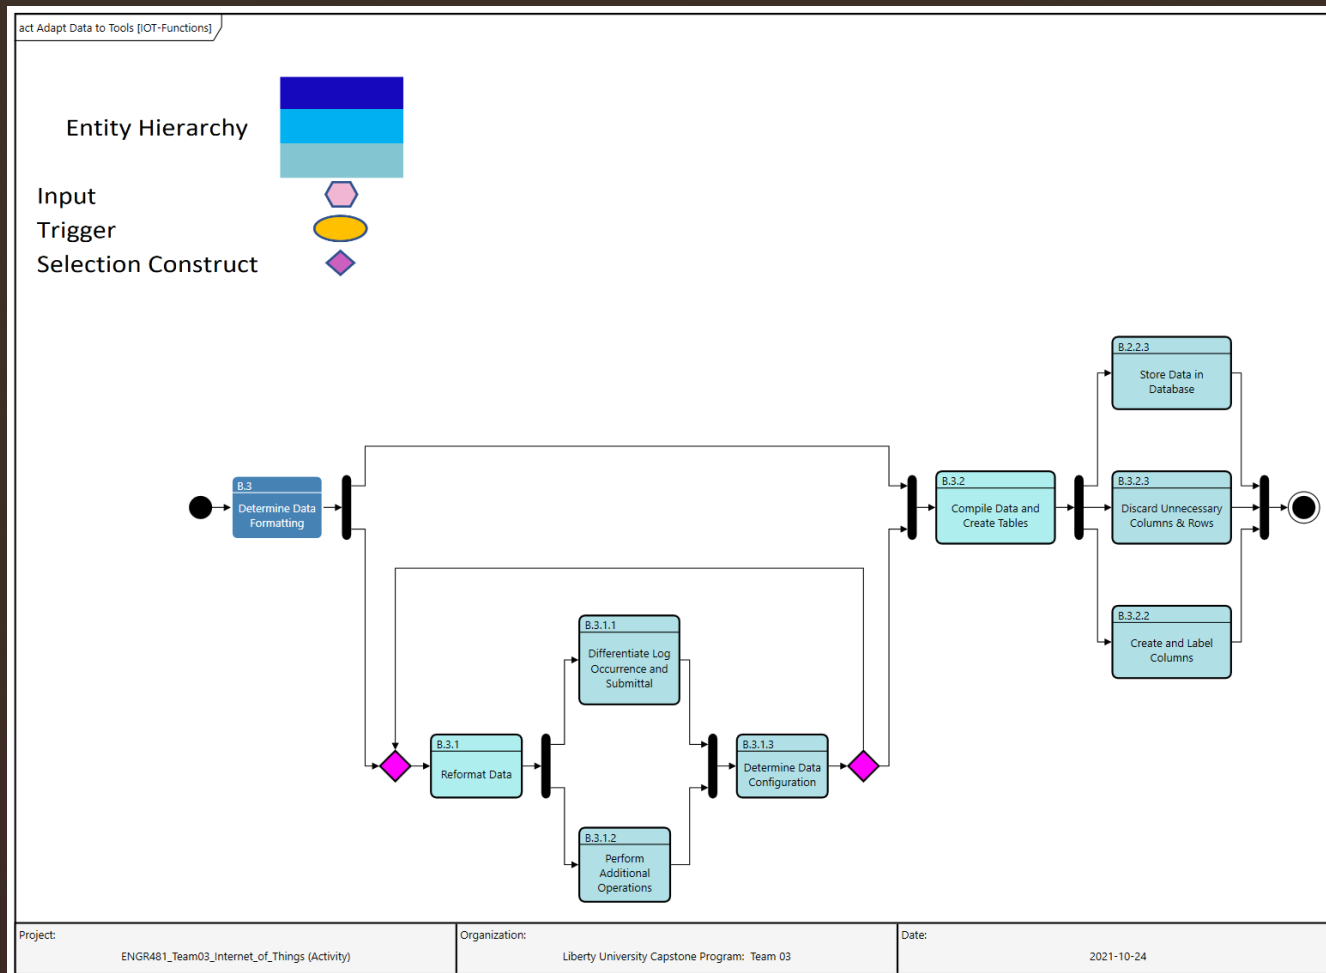 act Adapt Data to Tools [IOT-Functions]
Entity Hierarchy
Input
Trigger
Selection Construct
B.2.2.3
Store Data in
Database
B.3
Determine Data
Formatting
B.3.2
Compile Data and
Create Tables
B.3.2.3
Discard Unnecessary
Columns & Rows
B.3.1.1
Differentiate Log
Occurrence and
Submittal
B.3.2.2
Create and Label
Columns
B.3.1
Reformat Data
B.3.1.3
Determine Data
Configuration
B.3.1.2
Perform
Additional
Operations
Project:
ENGR481_Team03_Internet_of_Things (Activity)
Organization:
Liberty University Capstone Program: Team 03
Date:
2021-10-24